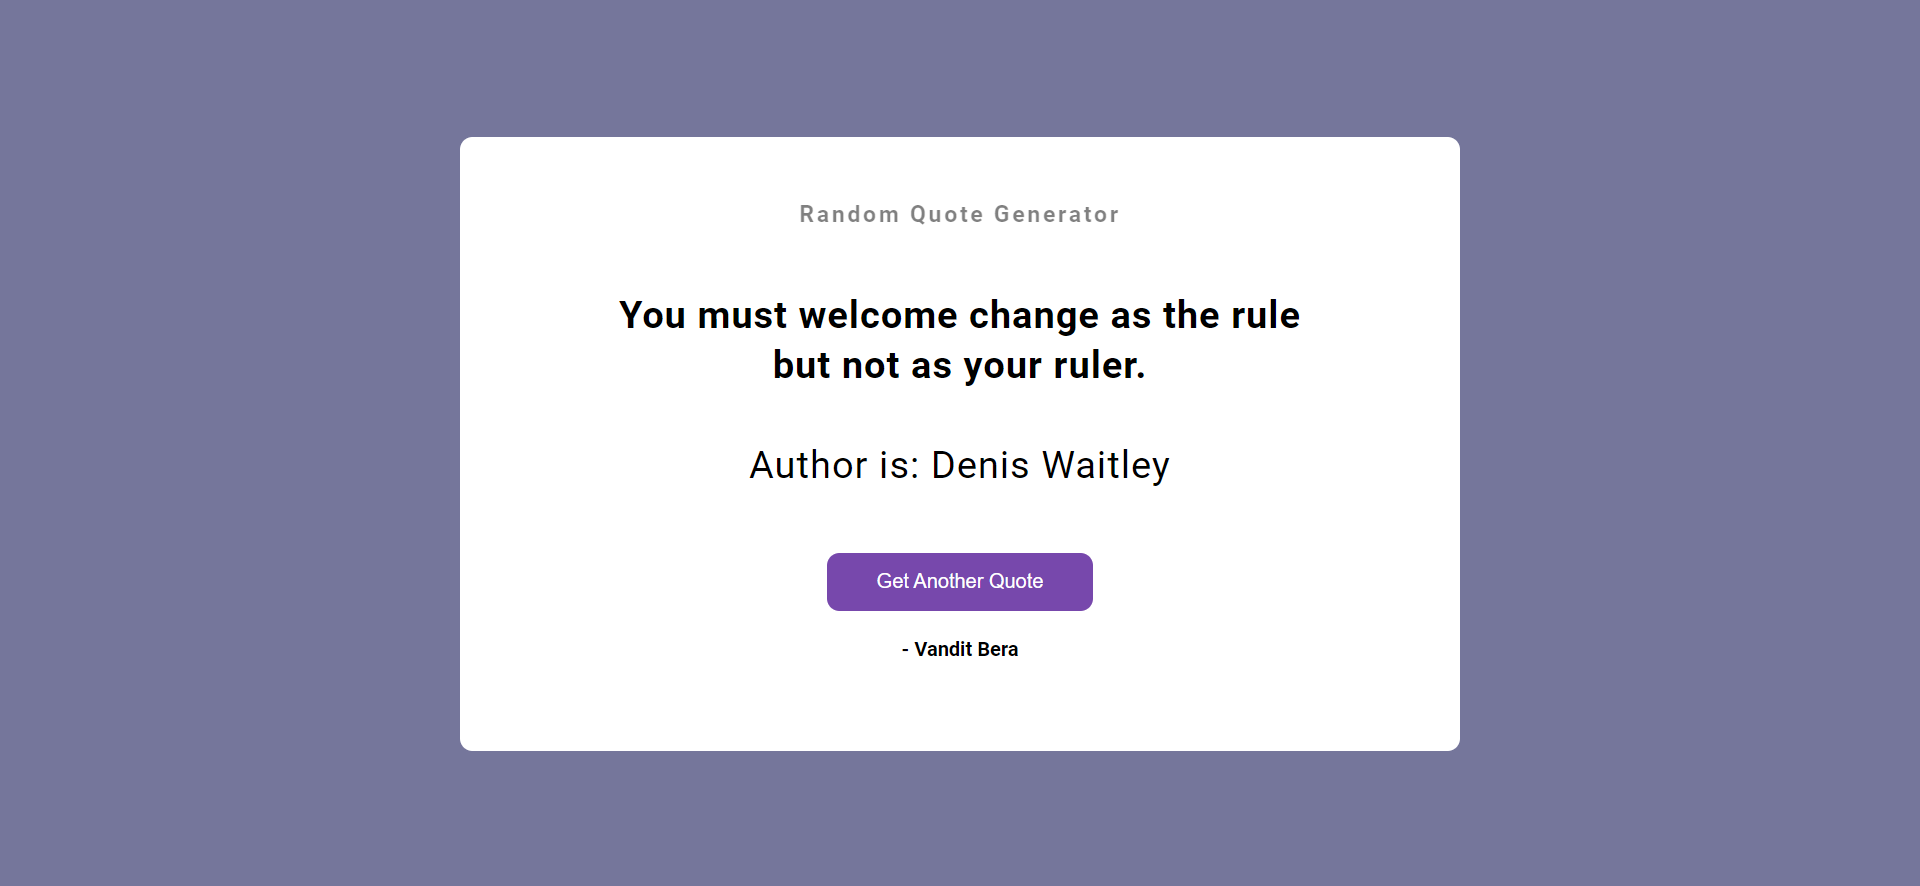 Random Quote Generator
You must welcome change as the rule
but not as your ruler.
Author is: Denis Waitley
Get Another Quote
- Vandit Bera